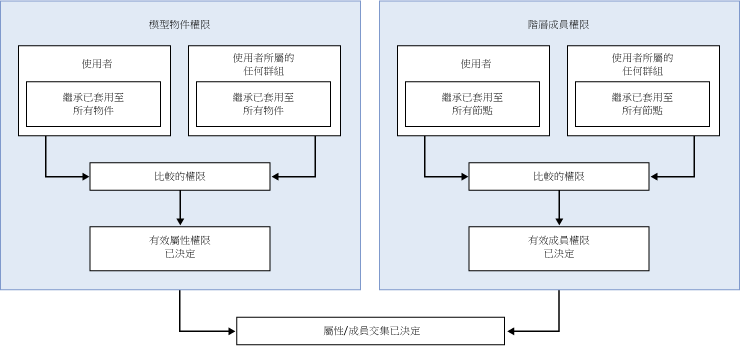 模型物件權限
使用者
繼承已套用至
所有物件
使用者所屬的
任何群組
繼承已套用至
所有物件
比較的權限
有效屬性權限
已決定
階層成員權限
使用者
繼承已套用至
所有節點
使用者所屬的
任何群組
繼承已套用至
所有節點
比較的權限
有效成員權限
已決定
屬性/成員交集已決定